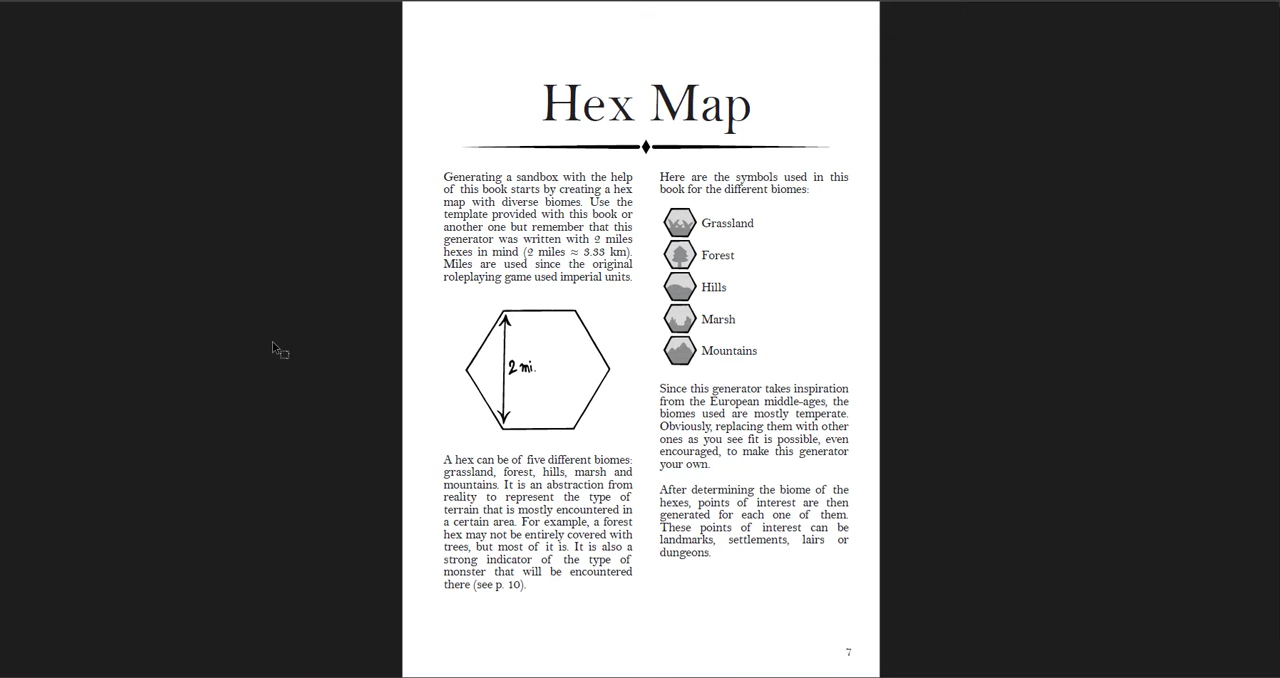 Hex Map
Generating a sandbox with the help
of this book starts by creating a hex
map with diverse biomes. Use the
template provided with this book or
another one but remember that this
generator was written with 2 miles
hexes in mind (2 miles ≈ 3.33 km).
Miles are used since the original
roleplaying game used imperial units.
2 mi.
A hex can be of five different biomes:
grassland, forest, hills, marsh and
mountains. It is an abstraction from
reality to represent the type of
terrain that is mostly encountered in
a certain area. For example, a forest
hex may not be entirely covered with
trees, but most of it is. It is also a
strong indicator of the type of
monster that will be encountered
there (see p. 10).
Here are the symbols used in this
book for the different biomes:
Grassland
Forest
Hills
Marsh
Mountains
Since this generator takes inspiration
from the European middle-ages, the
biomes used are mostly temperate.
Obviously, replacing them with other
ones as you see fit is possible, even
encouraged, to make this generator
your own.
After determining the biome of the
hexes, points of interest are then
generated for each one of them.
These points of interest can be
landmarks, settlements, lairs or
dungeons.
7